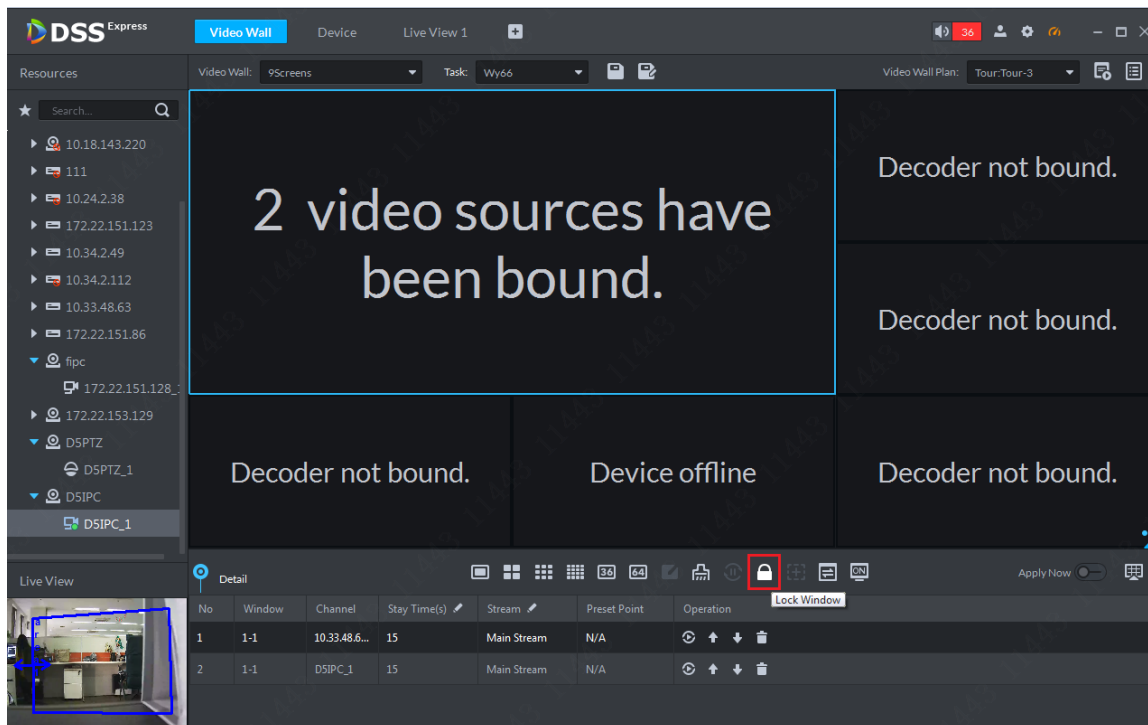 DSS Express
Video Wall Device Live View 1
36
Resources
Video Wall: 9Screens Task: Wy66 Video Wall Plan: Tour:Tour-3
Search...
10.18.143.220
111
10.24.2.38
172.22.151.123
10.34.2.49
10.34.2.112
10.33.48.63
172.22.151.86
fipc
172.22.151.128_
172.22.153.129
D5PTZ
D5PTZ_1
D5IPC
D5IPC_1
2 video sources have
been bound.
Decoder not bound.
Decoder not bound.
Decoder not bound.
Device offline
Decoder not bound.
Live View
Detail
36 64 ON
Apply Now
Lock Window
No Window Channel Stay Time(s) Stream Preset Point Operation
1 1-1 10.33.48.6... 15 Main Stream N/A
2 1-1 D5IPC_1 15 Main Stream N/A